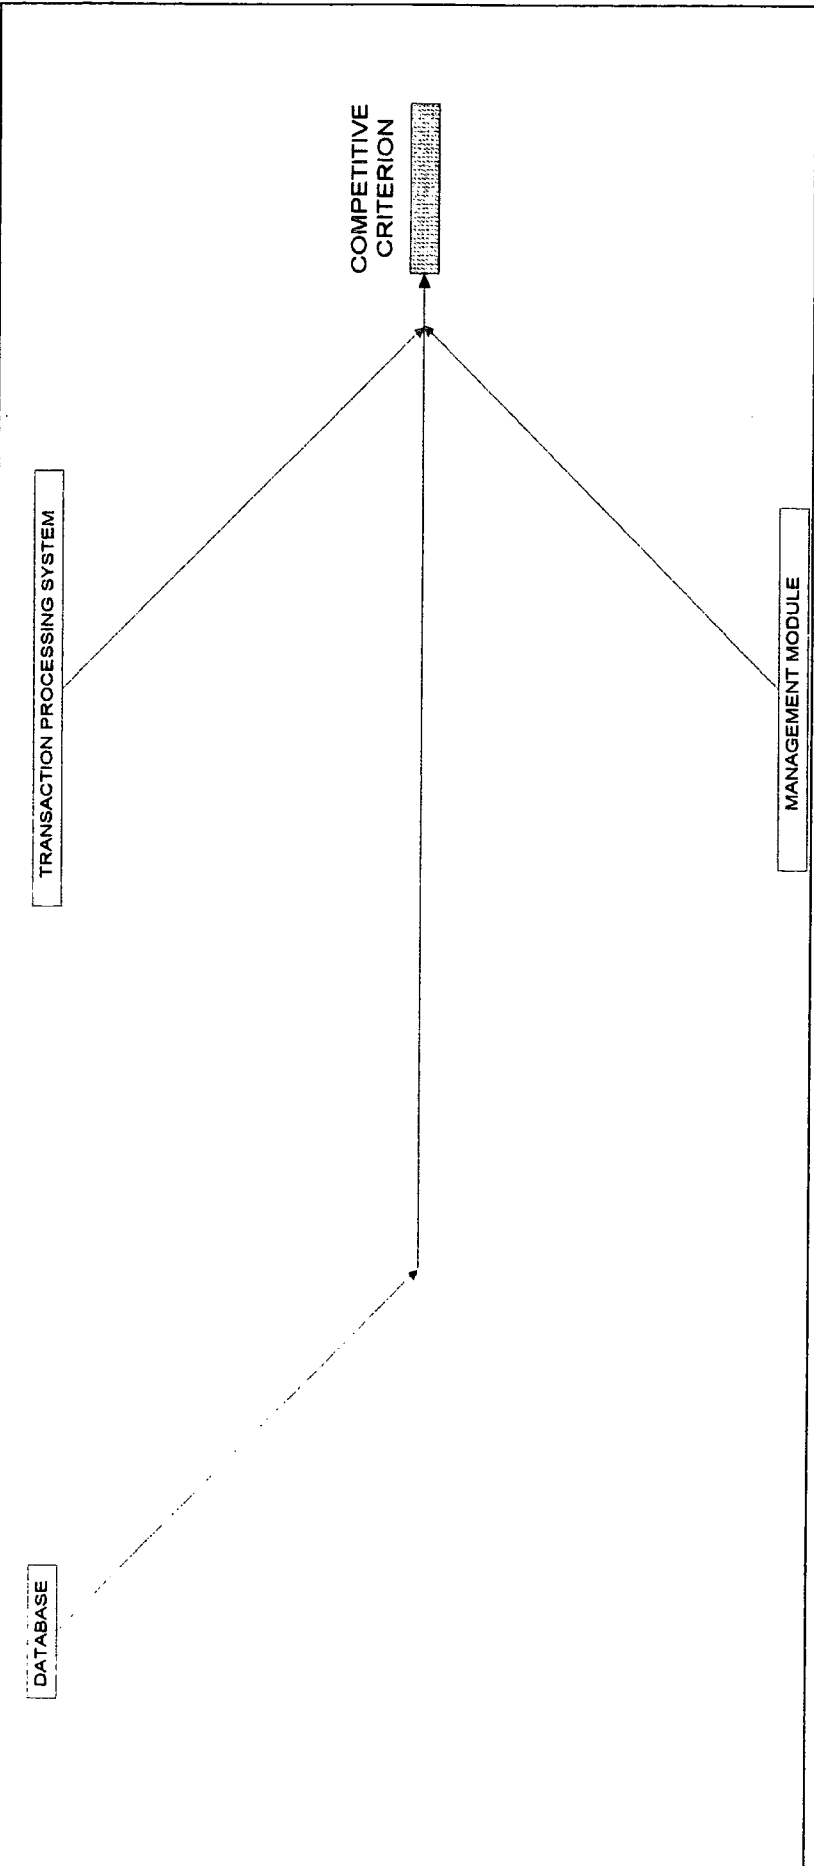 DATABASE
TRANSACTION PROCESSING SYSTEM
COMPETITIVE
CRITERION
MANAGEMENT MODULE